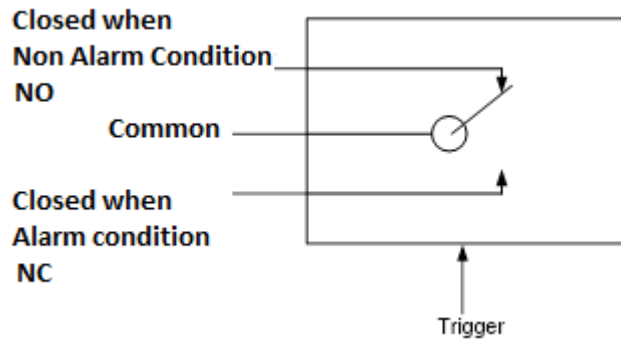 Closed when
Non Alarm Condition
NO
Common
Closed when
Alarm condition
NC
Trigger